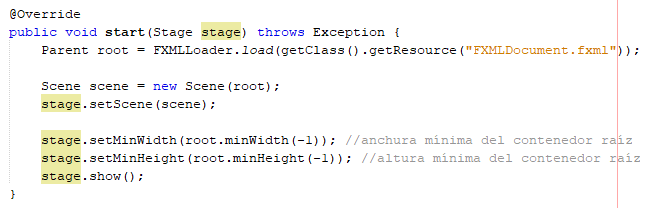 @Override
public void start(Stage stage) throws Exception {
Parent root = FXMLLoader.load(getClass().getResource("FXMLDocument.fxml"));
Scene scene = new Scene(root);
stage.setScene(scene);
stage.setMinWidth(root.minWidth(-1)); //anchura mínima del contenedor raíz
stage.setMinHeight(root.minHeight(-1)); //altura mínima del contenedor raíz
stage.show();
}